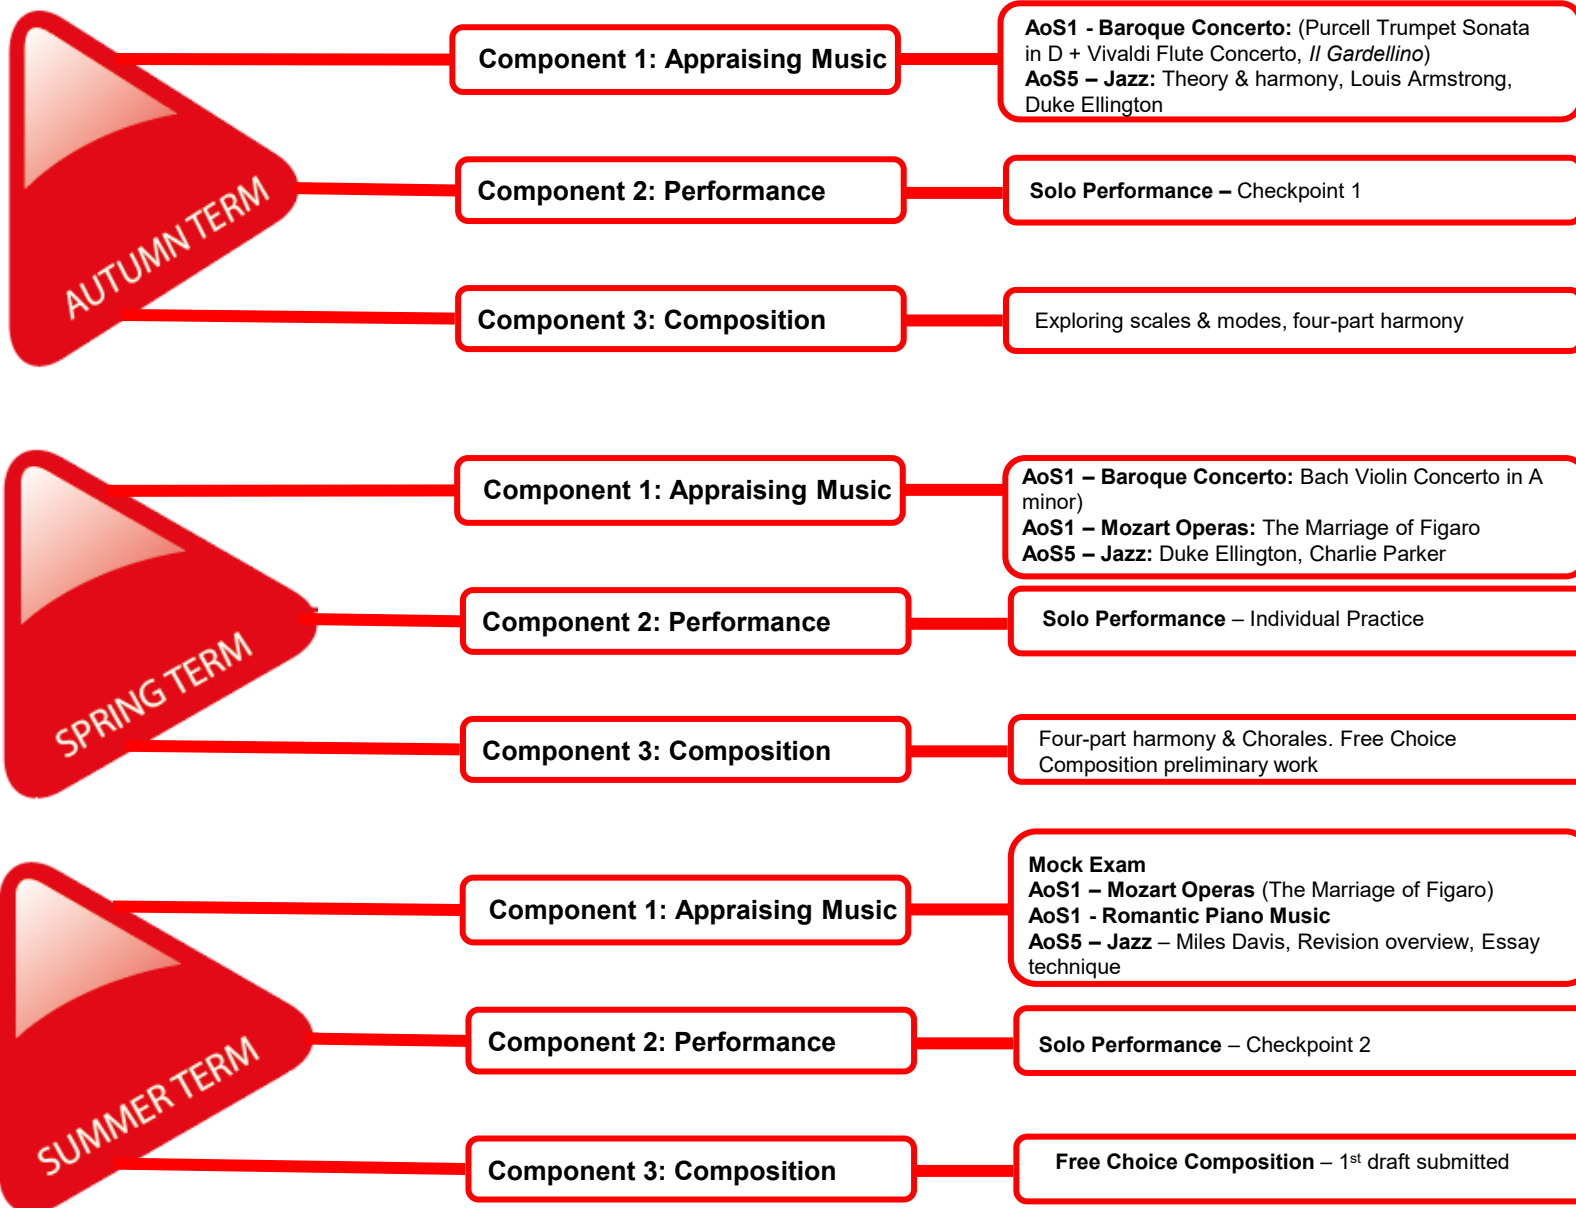 AUTUMN TERM
Component 1: Appraising Music
AoS1 - Baroque Concerto: (Purcell Trumpet Sonata
in D + Vivaldi Flute Concerto, Il Gardellino)
AoS5 – Jazz: Theory & harmony, Louis Armstrong,
Duke Ellington
Component 2: Performance
Solo Performance – Checkpoint 1
Component 3: Composition
Exploring scales & modes, four-part harmony
SPRING TERM
Component 1: Appraising Music
AoS1 – Baroque Concerto: Bach Violin Concerto in A
minor)
AoS1 – Mozart Operas: The Marriage of Figaro
AoS5 – Jazz: Duke Ellington, Charlie Parker
Component 2: Performance
Solo Performance – Individual Practice
Component 3: Composition
Four-part harmony & Chorales. Free Choice
Composition preliminary work
SUMMER TERM
Component 1: Appraising Music
Mock Exam
AoS1 – Mozart Operas (The Marriage of Figaro)
AoS1 - Romantic Piano Music
AoS5 – Jazz – Miles Davis, Revision overview, Essay
technique
Component 2: Performance
Solo Performance – Checkpoint 2
Component 3: Composition
Free Choice Composition – 1st draft submitted